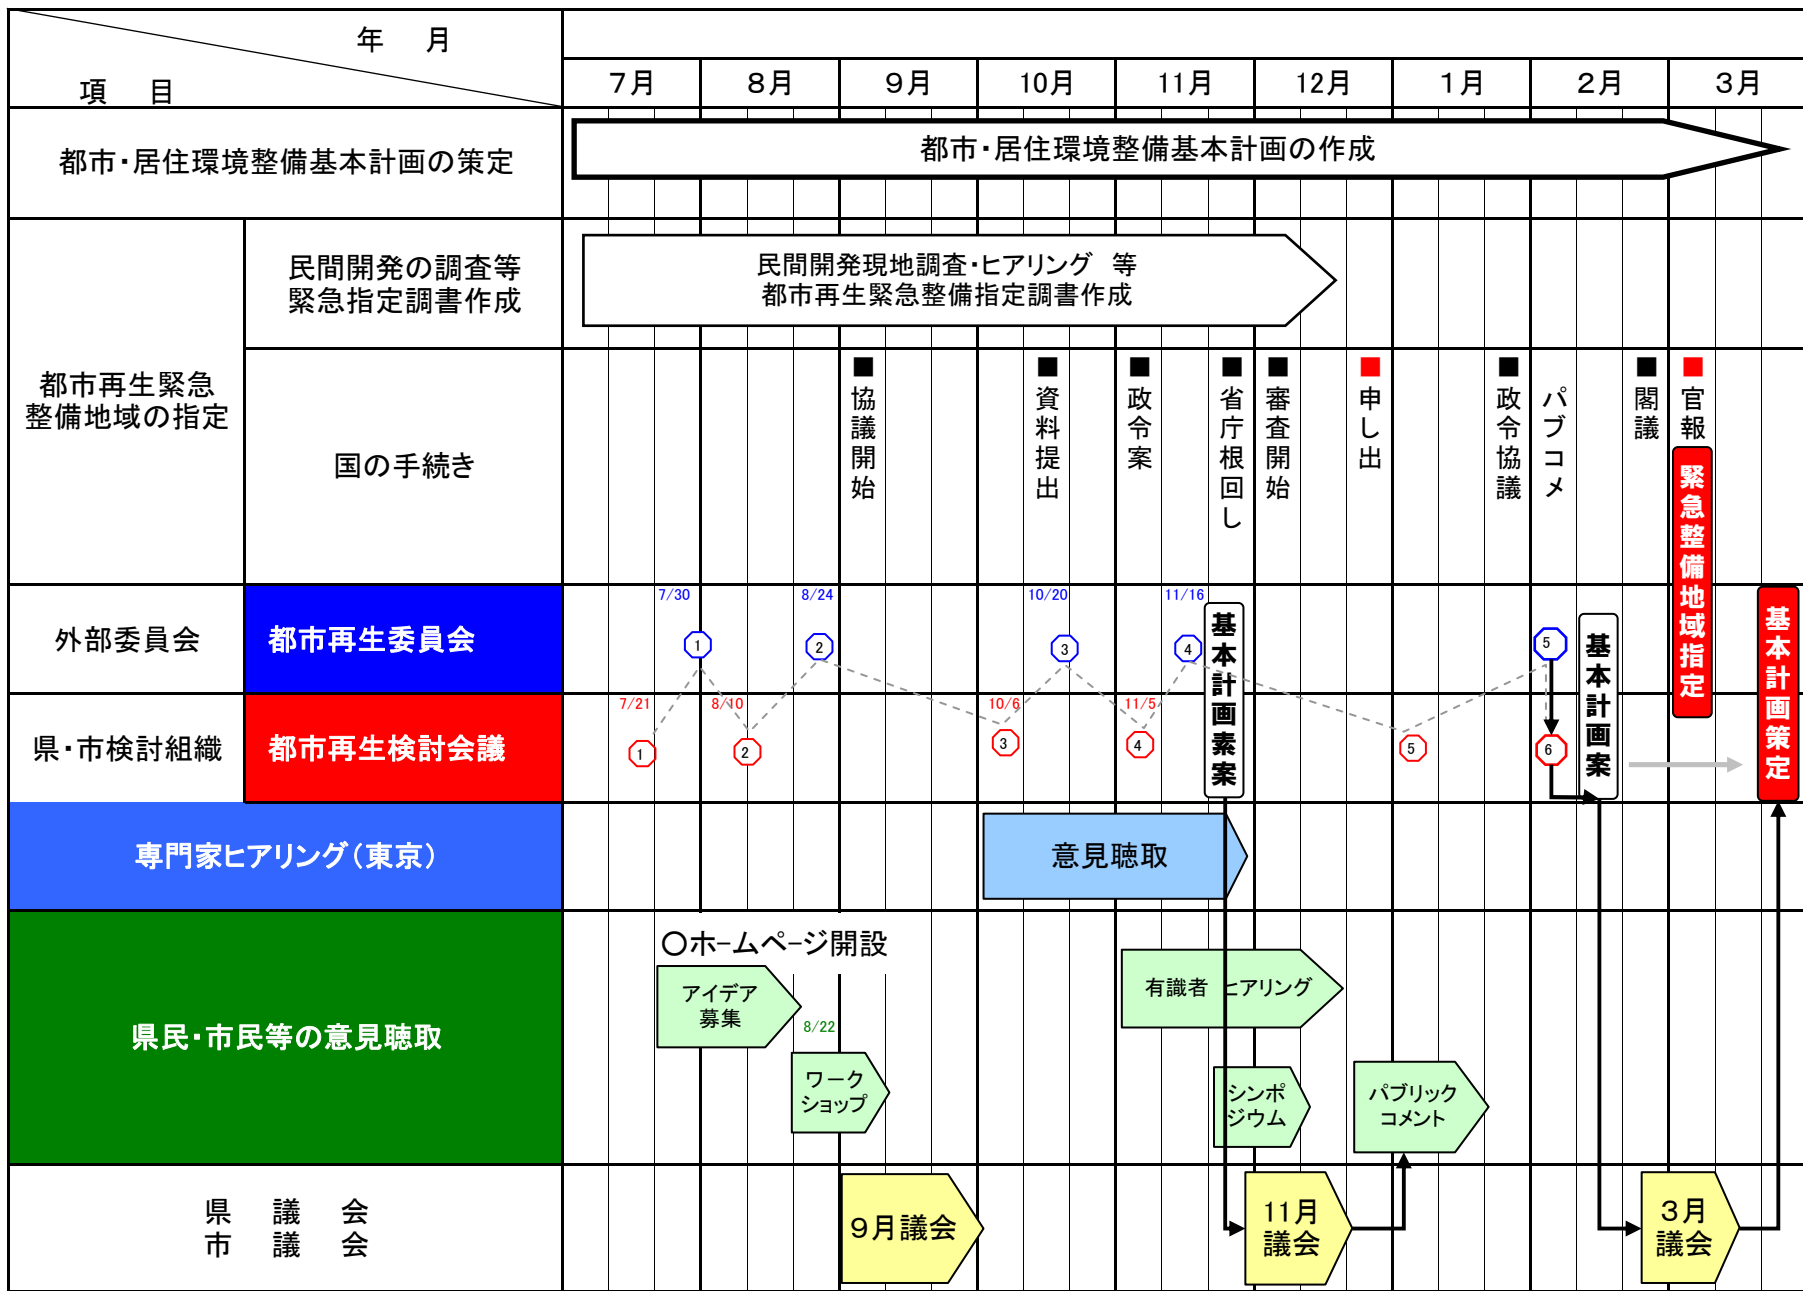 年　月
項　目
7月
8月
９月
10月
11月
12月
１月
２月
３月
都市・居住環境整備基本計画の策定
都市・居住環境整備基本計画の作成
都市再生緊急
整備地域の指定
民間開発の調査等
緊急指定調書作成
民間開発現地調査・ヒアリング　等
都市再生緊急整備指定調書作成
国の手続き
■協議開始
■資料提出
■政令案
■省庁根回し
■審査開始
■申し出
■政令協議
パブコメ
■閣議
■官報
緊急整備地域指定
外部委員会
都市再生委員会
7/30
8/24
10/20
11/16
1
2
3
4
5
基本計画素案
基本計画案
基本計画策定
県・市検討組織
都市再生検討会議
7/21
8/10
10/6
11/5
1
2
3
4
5
6
専門家ヒアリング（東京）
意見聴取
県民・市民等の意見聴取
〇ホームページ開設
アイデア
募集
8/22
ワーク
ショップ
有識者　ヒアリング
シンポ
ジウム
パブリック
コメント
県　議　会
市　議　会
９月議会
11月
議会
３月
議会